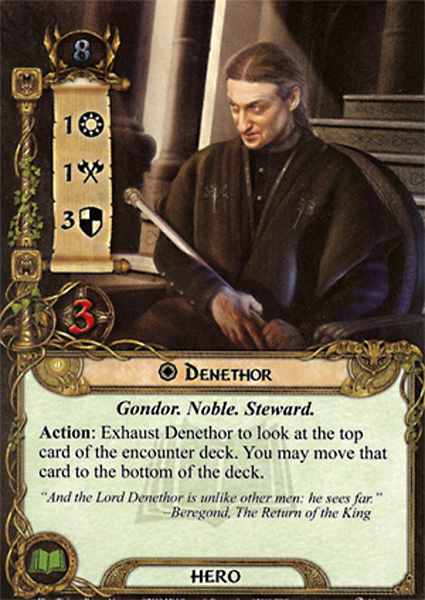 8
1
1
3
3
DENETHOR
Gondor. Noble. Steward.
Action: Exhaust Denethor to look at the top
card of the encounter deck. You may move that
card to the bottom of the deck.
“And the Lord Denethor is unlike other men: he sees far.”
–Beregond, The Return of the King
HERO